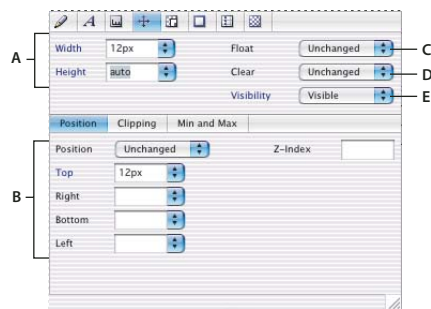 A
Width 12px Float Unchanged C
Height auto Clear Unchanged D
Visibility Visible E
Position Clipping Min and Max
Position Unchanged Z-Index
Top 12px
B Right
Bottom
Left